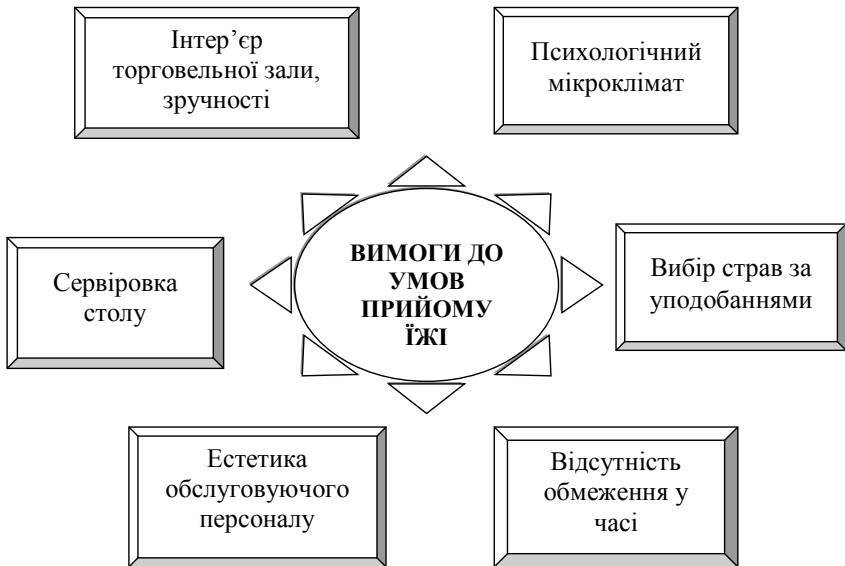 Інтер’єр
торговельної зали,
зручності
Психологічний
мікроклімат
Сервіровка
столу
ВИМОГИ ДО
УМОВ
ПРИЙОМУ
ЇЖІ
Вибір страв за
уподобаннями
Естетика
обслуговуючого
персоналу
Відсутність
обмеження у
часі